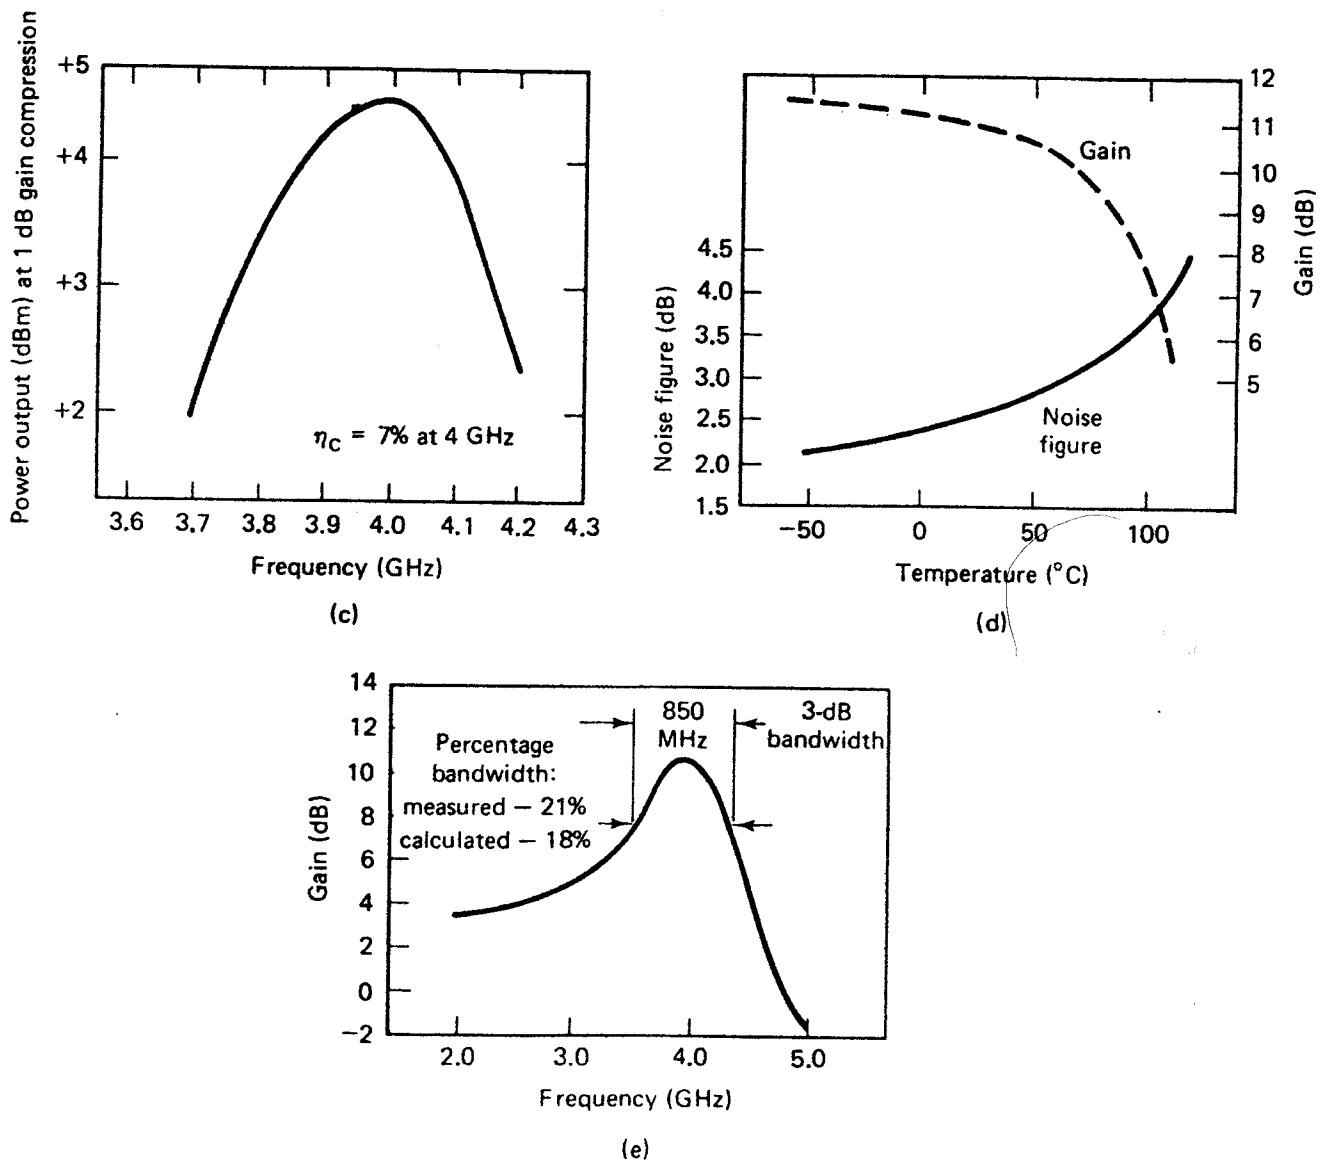 Power output (dBm) at 1 dB gain compression
+5
+4
+3
+2
η_C = 7% at 4 GHz
3.6 3.7 3.8 3.9 4.0 4.1 4.2 4.3
Frequency (GHz)
(c)
Noise figure (dB)
4.5
4.0
3.5
3.0
2.5
2.0
1.5
Gain
Noise
figure
12
11
10
9
8
7
6
5
Gain (dB)
−50 0 50 100
Temperature (°C)
(d)
Gain (dB)
14
12
10
8
6
4
2
0
−2
Percentage
bandwidth:
measured — 21%
calculated — 18%
850
MHz
3-dB
bandwidth
2.0 3.0 4.0 5.0
Frequency (GHz)
(e)